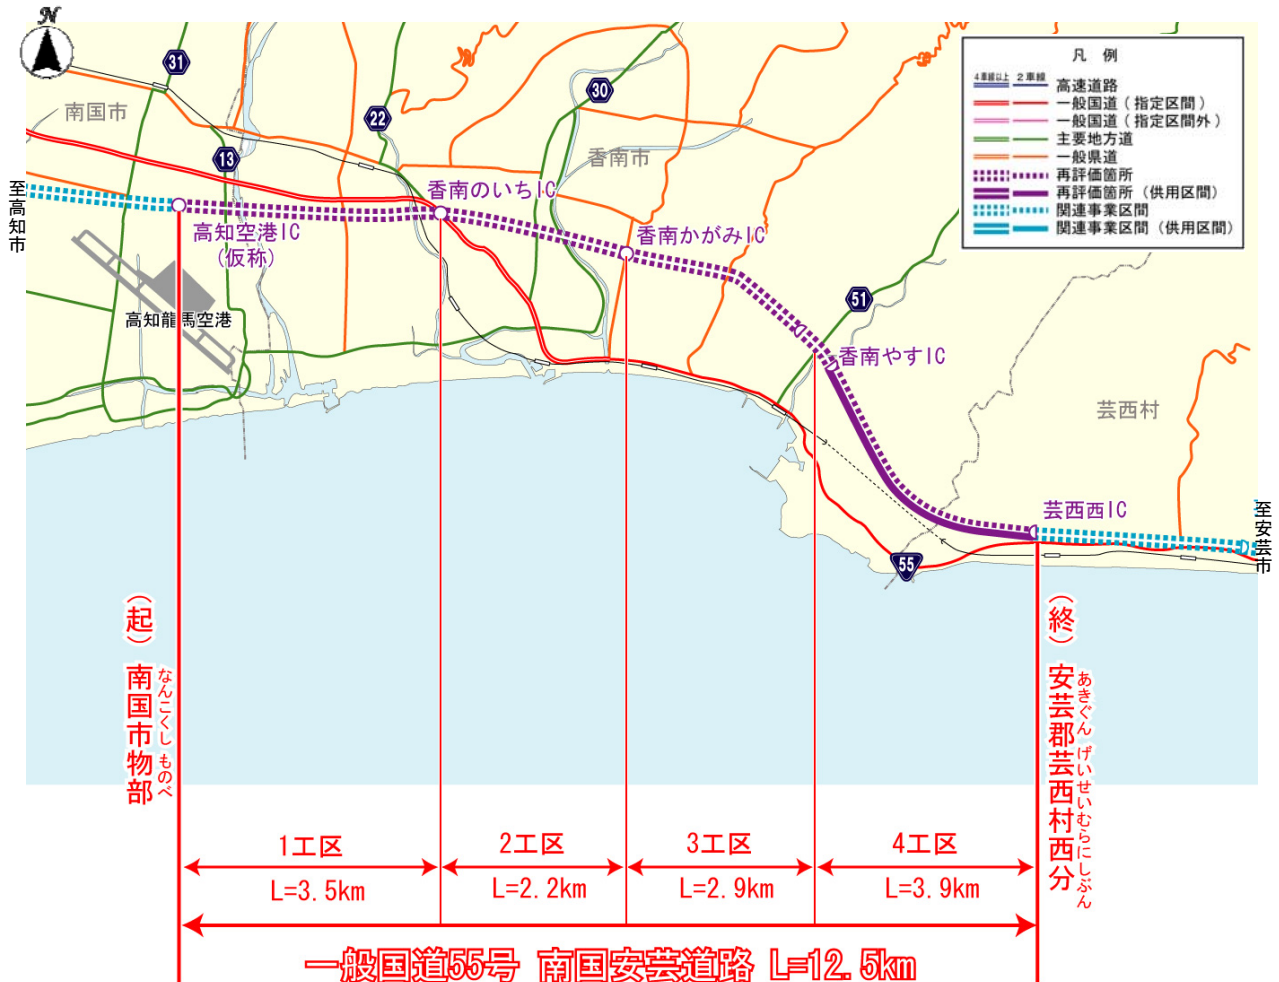 N
31
南国市
13
22
30
香南市
凡 例
4車線以上 2車線
高速道路
一般国道(指定区間)
一般国道(指定区間外)
主要地方道
一般県道
再評価箇所
再評価箇所(供用区間)
関連事業区間
関連事業区間(供用区間)
至高知市
高知空港IC
(仮称)
香南のいちIC
香南かがみIC
51
香南やすIC
高知龍馬空港
芸西村
芸西西IC
至安芸市
55
(起)南国市物部
なんこくし ものべ
(終)安芸郡芸西村西分
あきぐん げいせいむらにしぶん
1工区
2工区
3工区
4工区
L=3.5km
L=2.2km
L=2.9km
L=3.9km
一般国道55号 南国安芸道路 L=12.5km